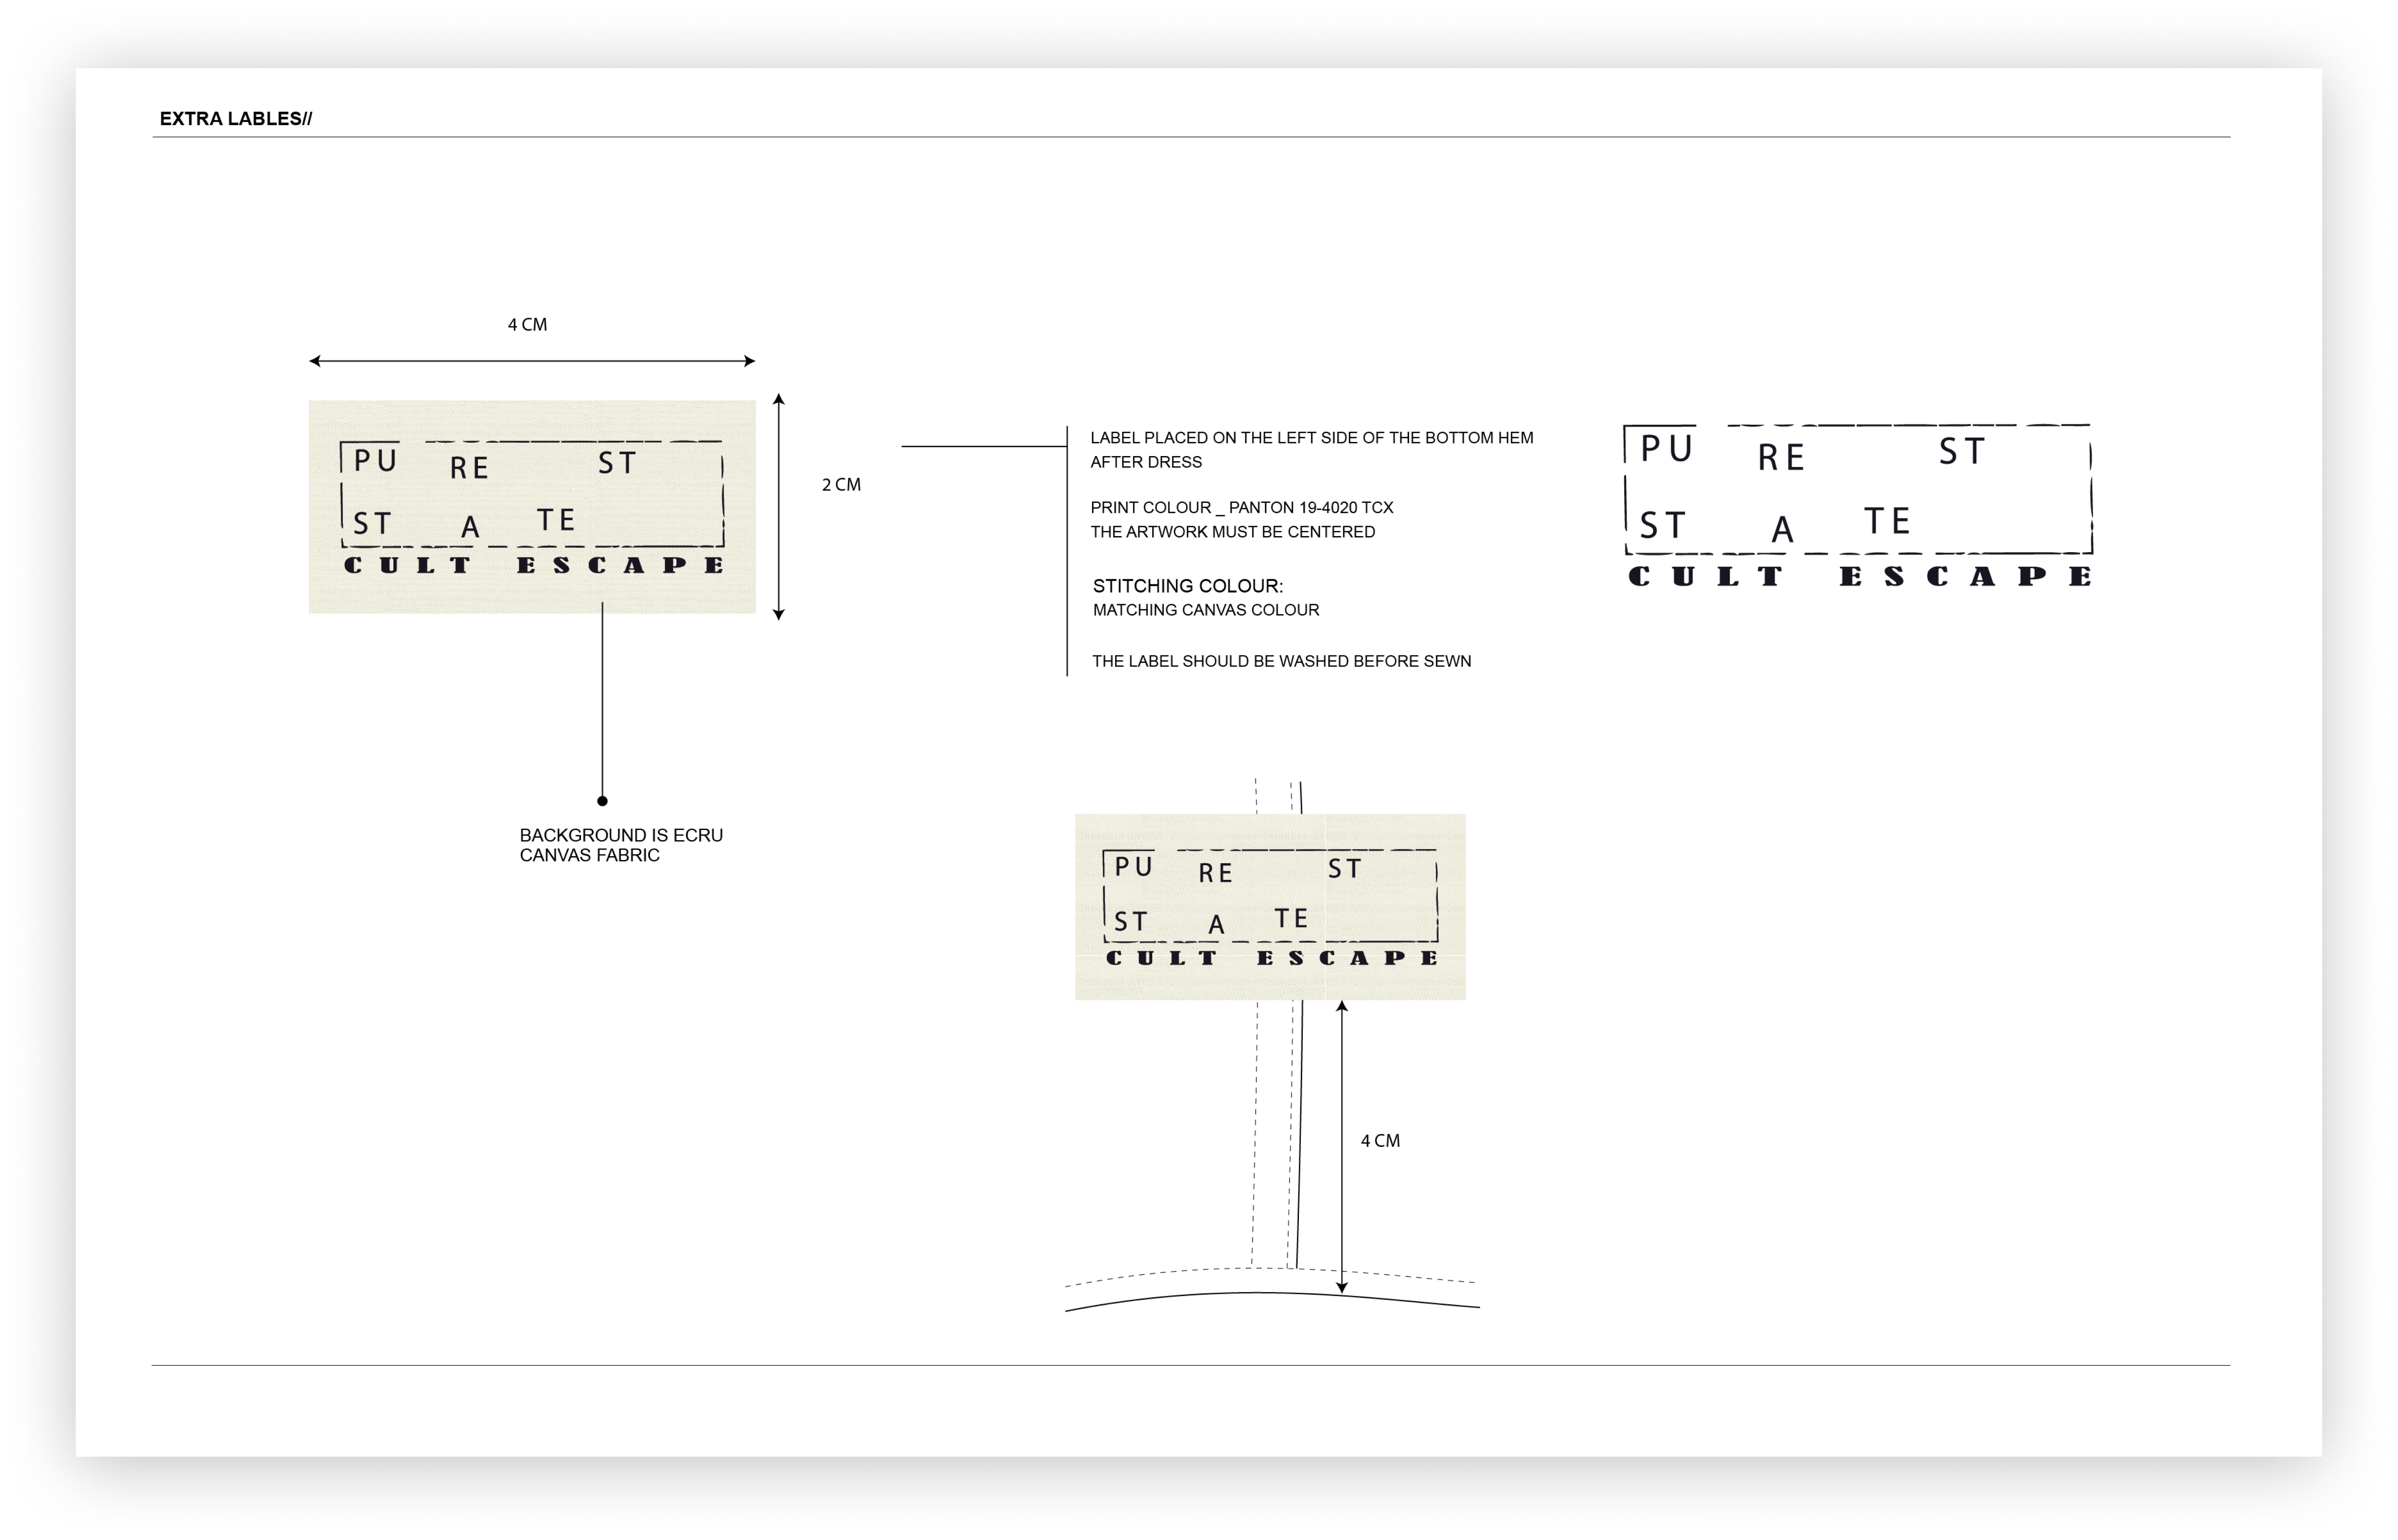 EXTRA LABLES//
4 CM
PU RE ST
ST A TE
CULT ESCAPE
2 CM
BACKGROUND IS ECRU
CANVAS FABRIC
LABEL PLACED ON THE LEFT SIDE OF THE BOTTOM HEM
AFTER DRESS
PRINT COLOUR _ PANTON 19-4020 TCX
THE ARTWORK MUST BE CENTERED
STITCHING COLOUR:
MATCHING CANVAS COLOUR
THE LABEL SHOULD BE WASHED BEFORE SEWN
PU RE ST
ST A TE
CULT ESCAPE
PU RE ST
ST A TE
CULT ESCAPE
4 CM